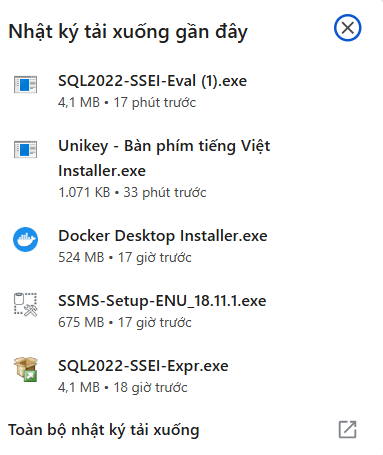 Nhật ký tải xuống gần đây
SQL2022-SSEI-Eval (1).exe
4,1 MB • 17 phút trước
Unikey - Bàn phím tiếng Việt
Installer.exe
1.071 KB • 33 phút trước
Docker Desktop Installer.exe
524 MB • 17 giờ trước
SSMS-Setup-ENU_18.11.1.exe
675 MB • 17 giờ trước
SQL2022-SSEI-Expr.exe
4,1 MB • 18 giờ trước
Toàn bộ nhật ký tải xuống